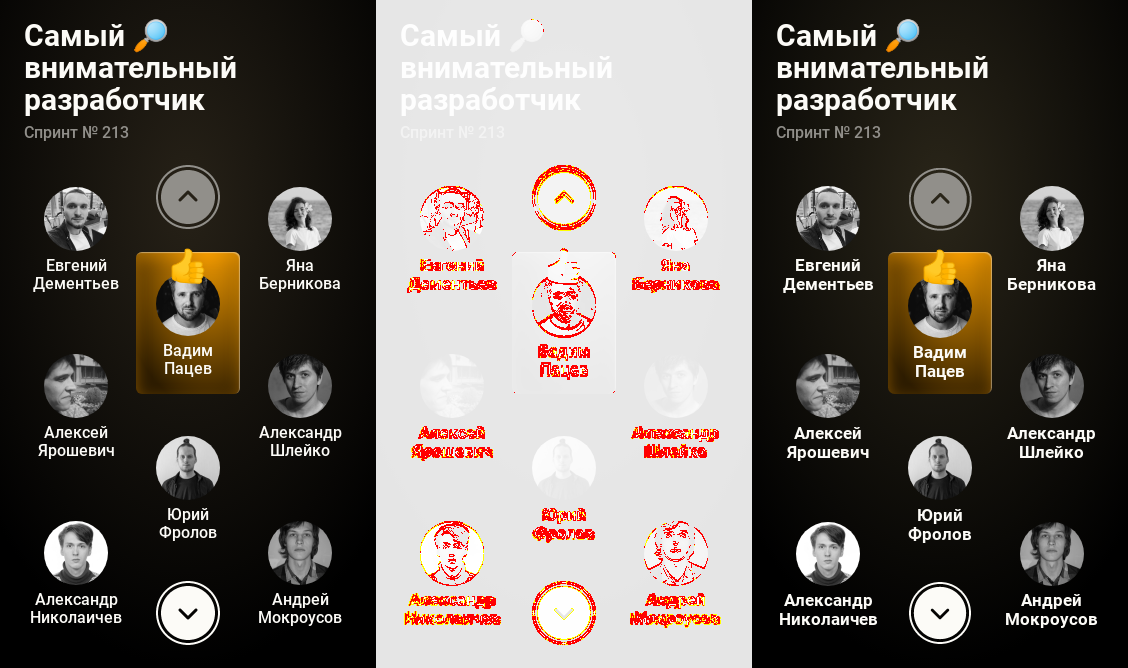 Самый 🔎
внимательный
разработчик
Спринт № 213
Евгений
Дементьев
Яна
Берникова
Вадим
Пацев
Алексей
Ярошевич
Александр
Шлейко
Юрий
Фролов
Александр
Николаичев
Андрей
Мокроусов
Самый
внимательный
разработчик
Спринт № 213
Евгений
Дементьев
Яна
Берникова
Вадим
Пацев
Алексей
Ярошевич
Александр
Шлейко
Юрий
Фролов
Александр
Николаичев
Андрей
Мокроусов
Самый 🔎
внимательный
разработчик
Спринт № 213
Евгений
Дементьев
Яна
Берникова
Вадим
Пацев
Алексей
Ярошевич
Александр
Шлейко
Юрий
Фролов
Александр
Николаичев
Андрей
Мокроусов